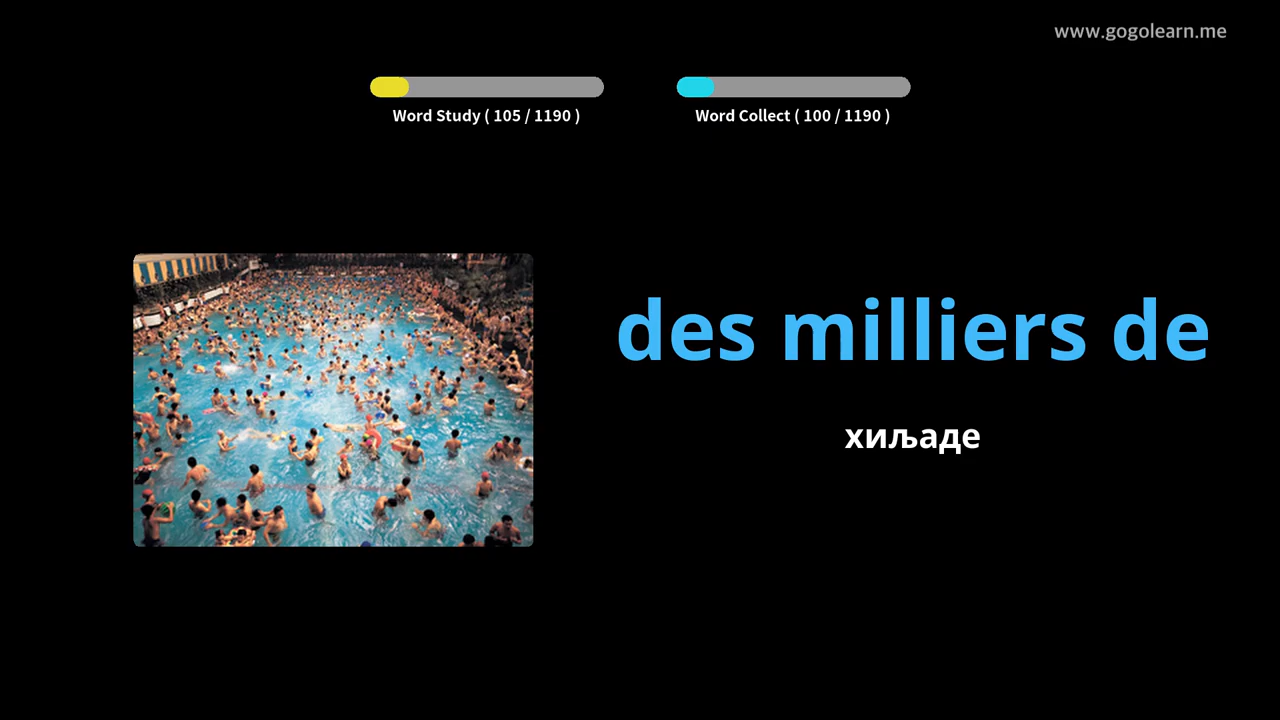 www.gogolearn.me
Word Study ( 105 / 1190 )
Word Collect ( 100 / 1190 )
des milliers de
хиљаде